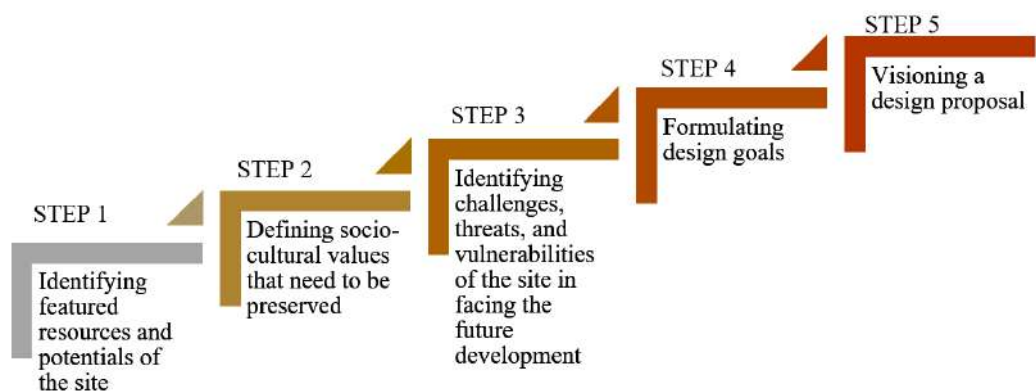 STEP 1
Identifying
featured
resources and
potentials of
the site
STEP 2
Defining socio-
cultural values
that need to be
preserved
STEP 3
Identifying
challenges,
threats, and
vulnerabilities
of the site in
facing the
future
development
STEP 4
Formulating
design goals
STEP 5
Visioning a
design proposal